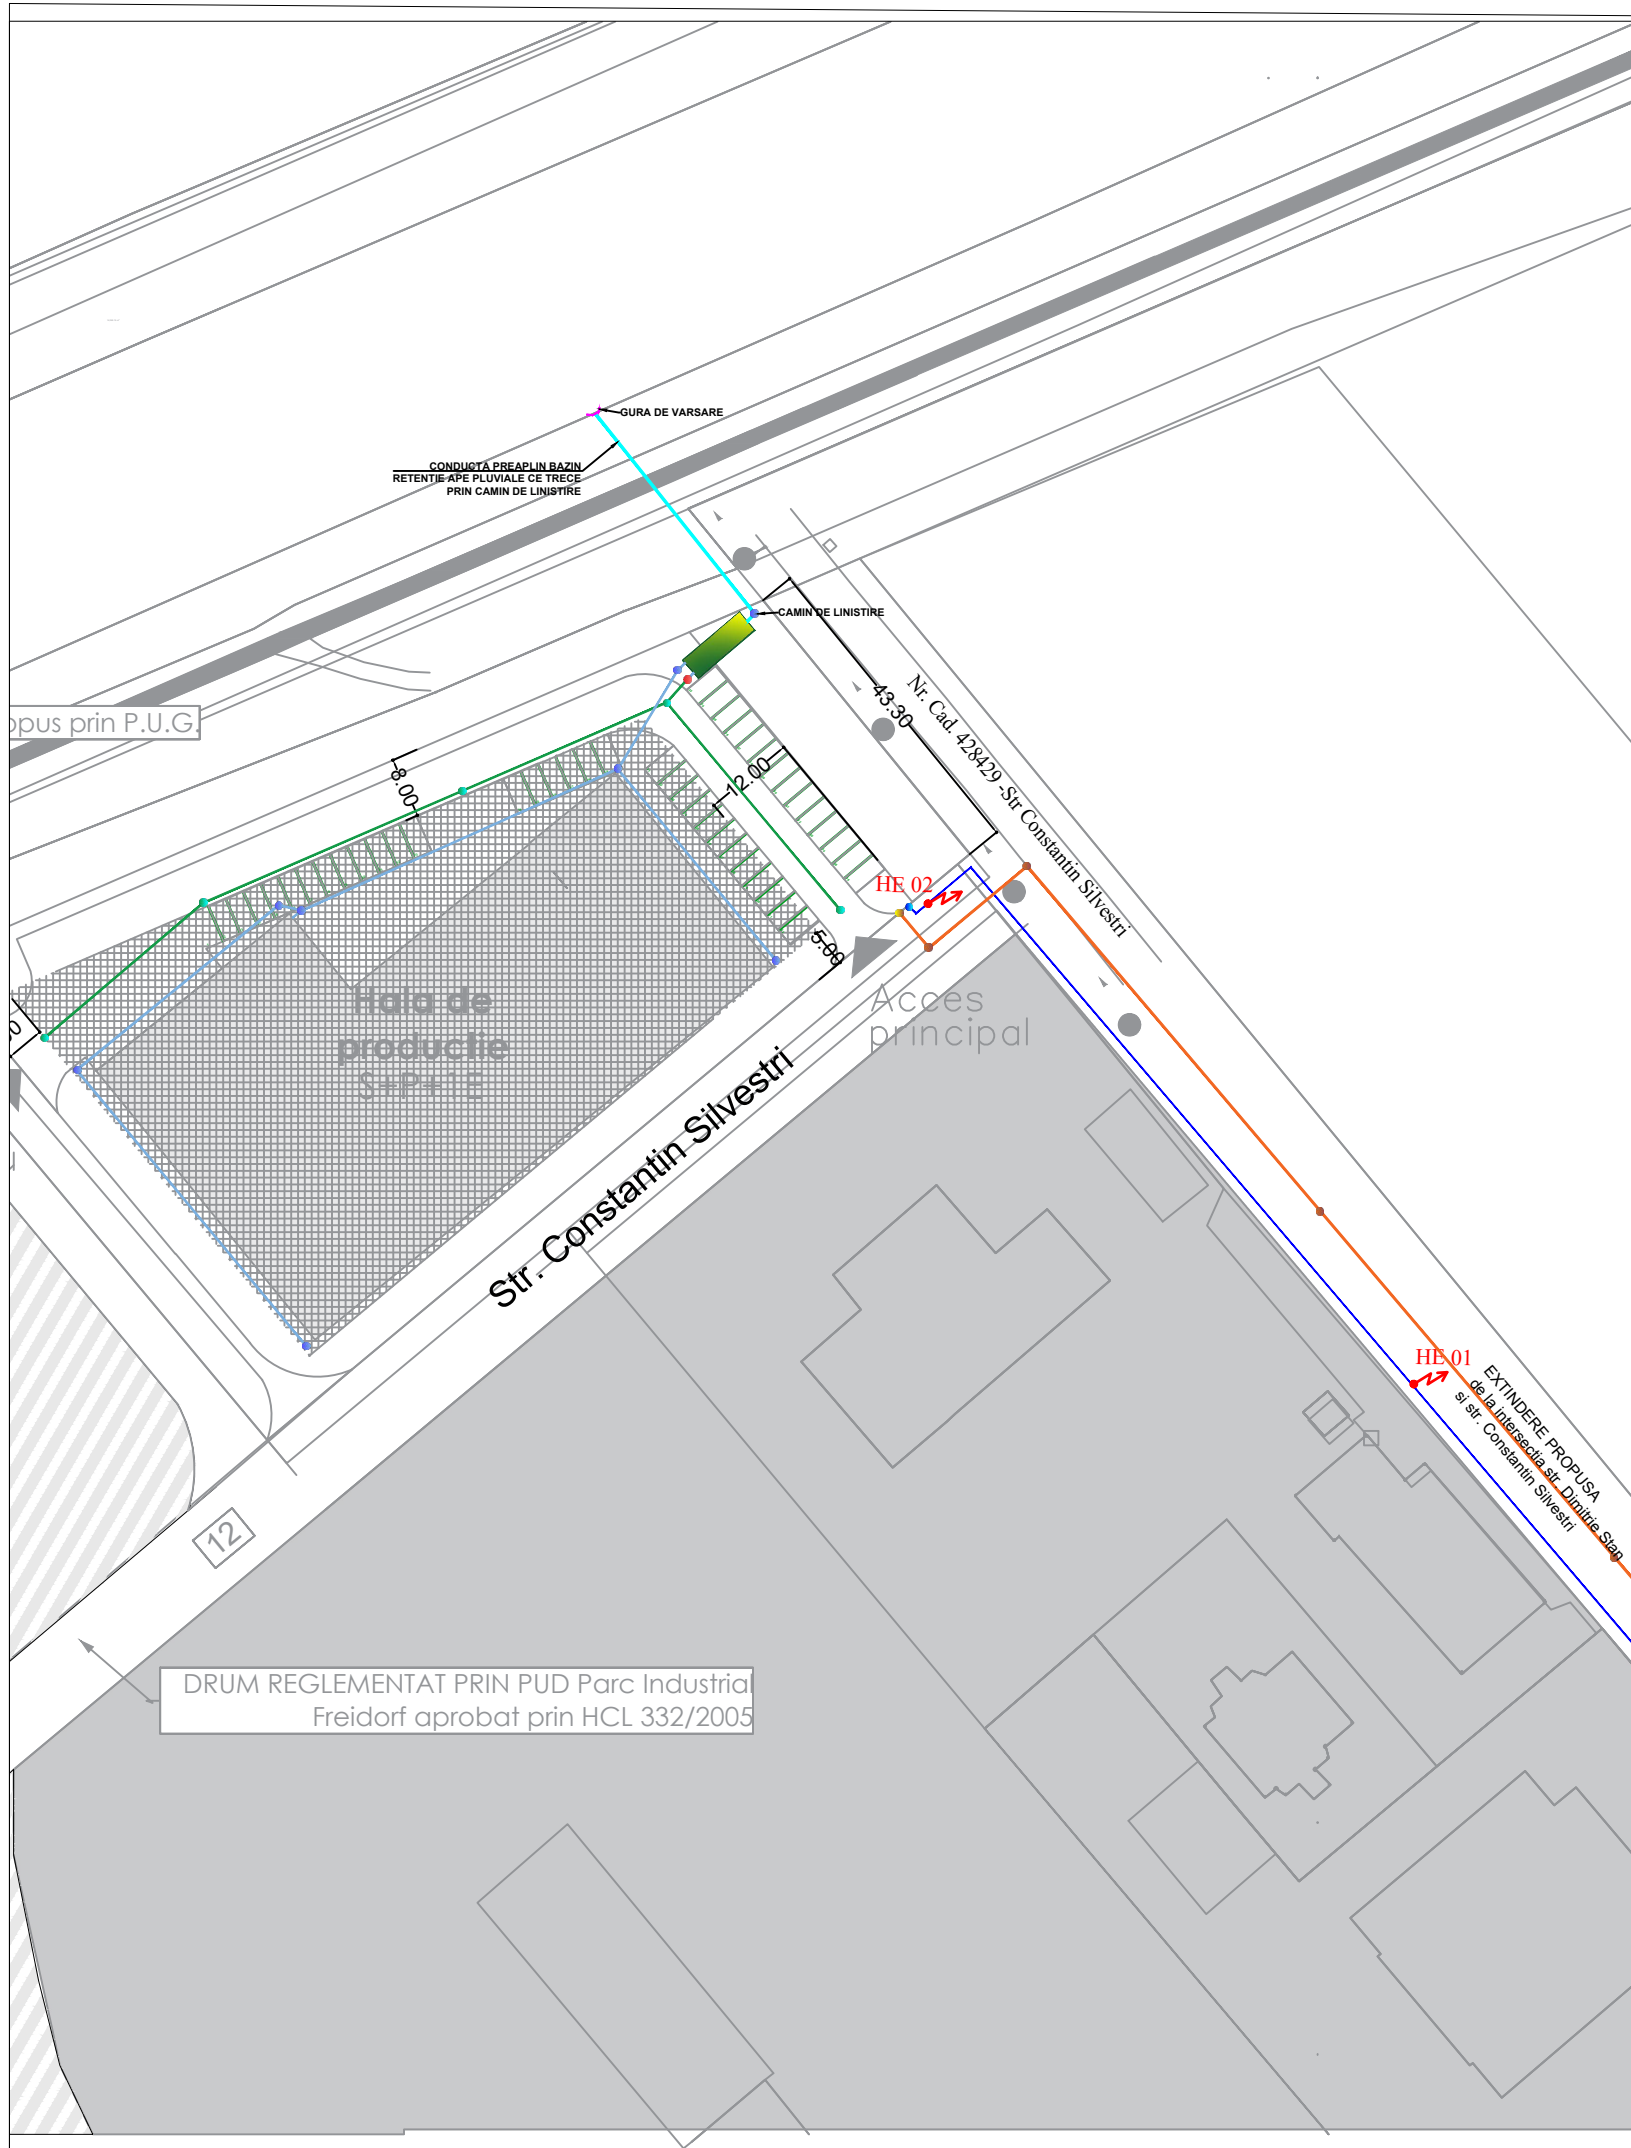 GURA DE VARSARE
CONDUCTA PREAPLIN BAZIN
RETENTIE APE PLUVIALE CE TRECE
PRIN CAMIN DE LINISTIRE
CAMIN DE LINISTIRE
43.30
Nr. Cad. 428429 -Str Constantin Silvestri
opus prin P.U.G.
8.00
12.00
HE 02
5.00
Hala de
productie
S+P+1E
Acces
principal
Str. Constantin Silvestri
HE 01
EXTINDERE PROPUSA
de la intersectia str. Dimitrie Stan
si str. Constantin Silvestri
12
DRUM REGLEMENTAT PRIN PUD Parc Industrial
Freidorf aprobat prin HCL 332/2005